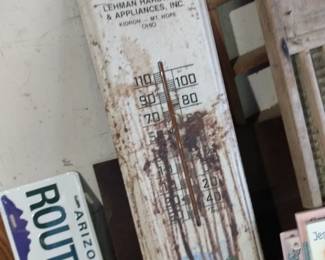 LEHMAN HARDWARE
& APPLIANCES, INC.
KIDRON — MT. HOPE
OHIO
110 100
90 80
70
20
40
ARIZO
ROUT
Jes